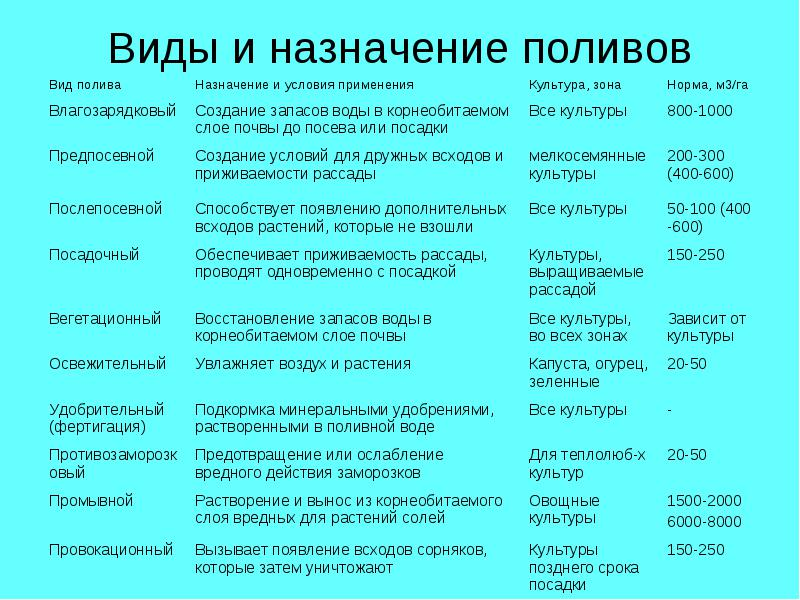 Виды и назначение поливов
Вид полива Назначение и условия применения Культура, зона Норма, м3/га
Влагозарядковый Создание запасов воды в корнеобитаемом Все культуры 800-1000
слое почвы до посева или посадки
Предпосевной Создание условий для дружных всходов и мелкосемянные 200-300
приживаемости рассады культуры (400-600)
Послепосевной Способствует появлению дополнительных Все культуры 50-100 (400
всходов растений, которые не взошли -600)
Посадочный Обеспечивает приживаемость рассады, Культуры, 150-250
проводят одновременно с посадкой выращиваемые
рассадой
Вегетационный Восстановление запасов воды в Все культуры, Зависит от
корнеобитаемом слое почвы во всех зонах культуры
Освежительный Увлажняет воздух и растения Капуста, огурец, 20-50
зеленные
Удобрительный Подкормка минеральными удобрениями, Все культуры -
(фертигация) растворенными в поливной воде
Противозаморозк Предотвращение или ослабление Для теплолюб-х 20-50
овый вредного действия заморозков культур
Промывной Растворение и вынос из корнеобитаемого Овощные 1500-2000
слоя вредных для растений солей культуры 6000-8000
Провокационный Вызывает появление всходов сорняков, Культуры 150-250
которые затем уничтожают позднего срока
посадки